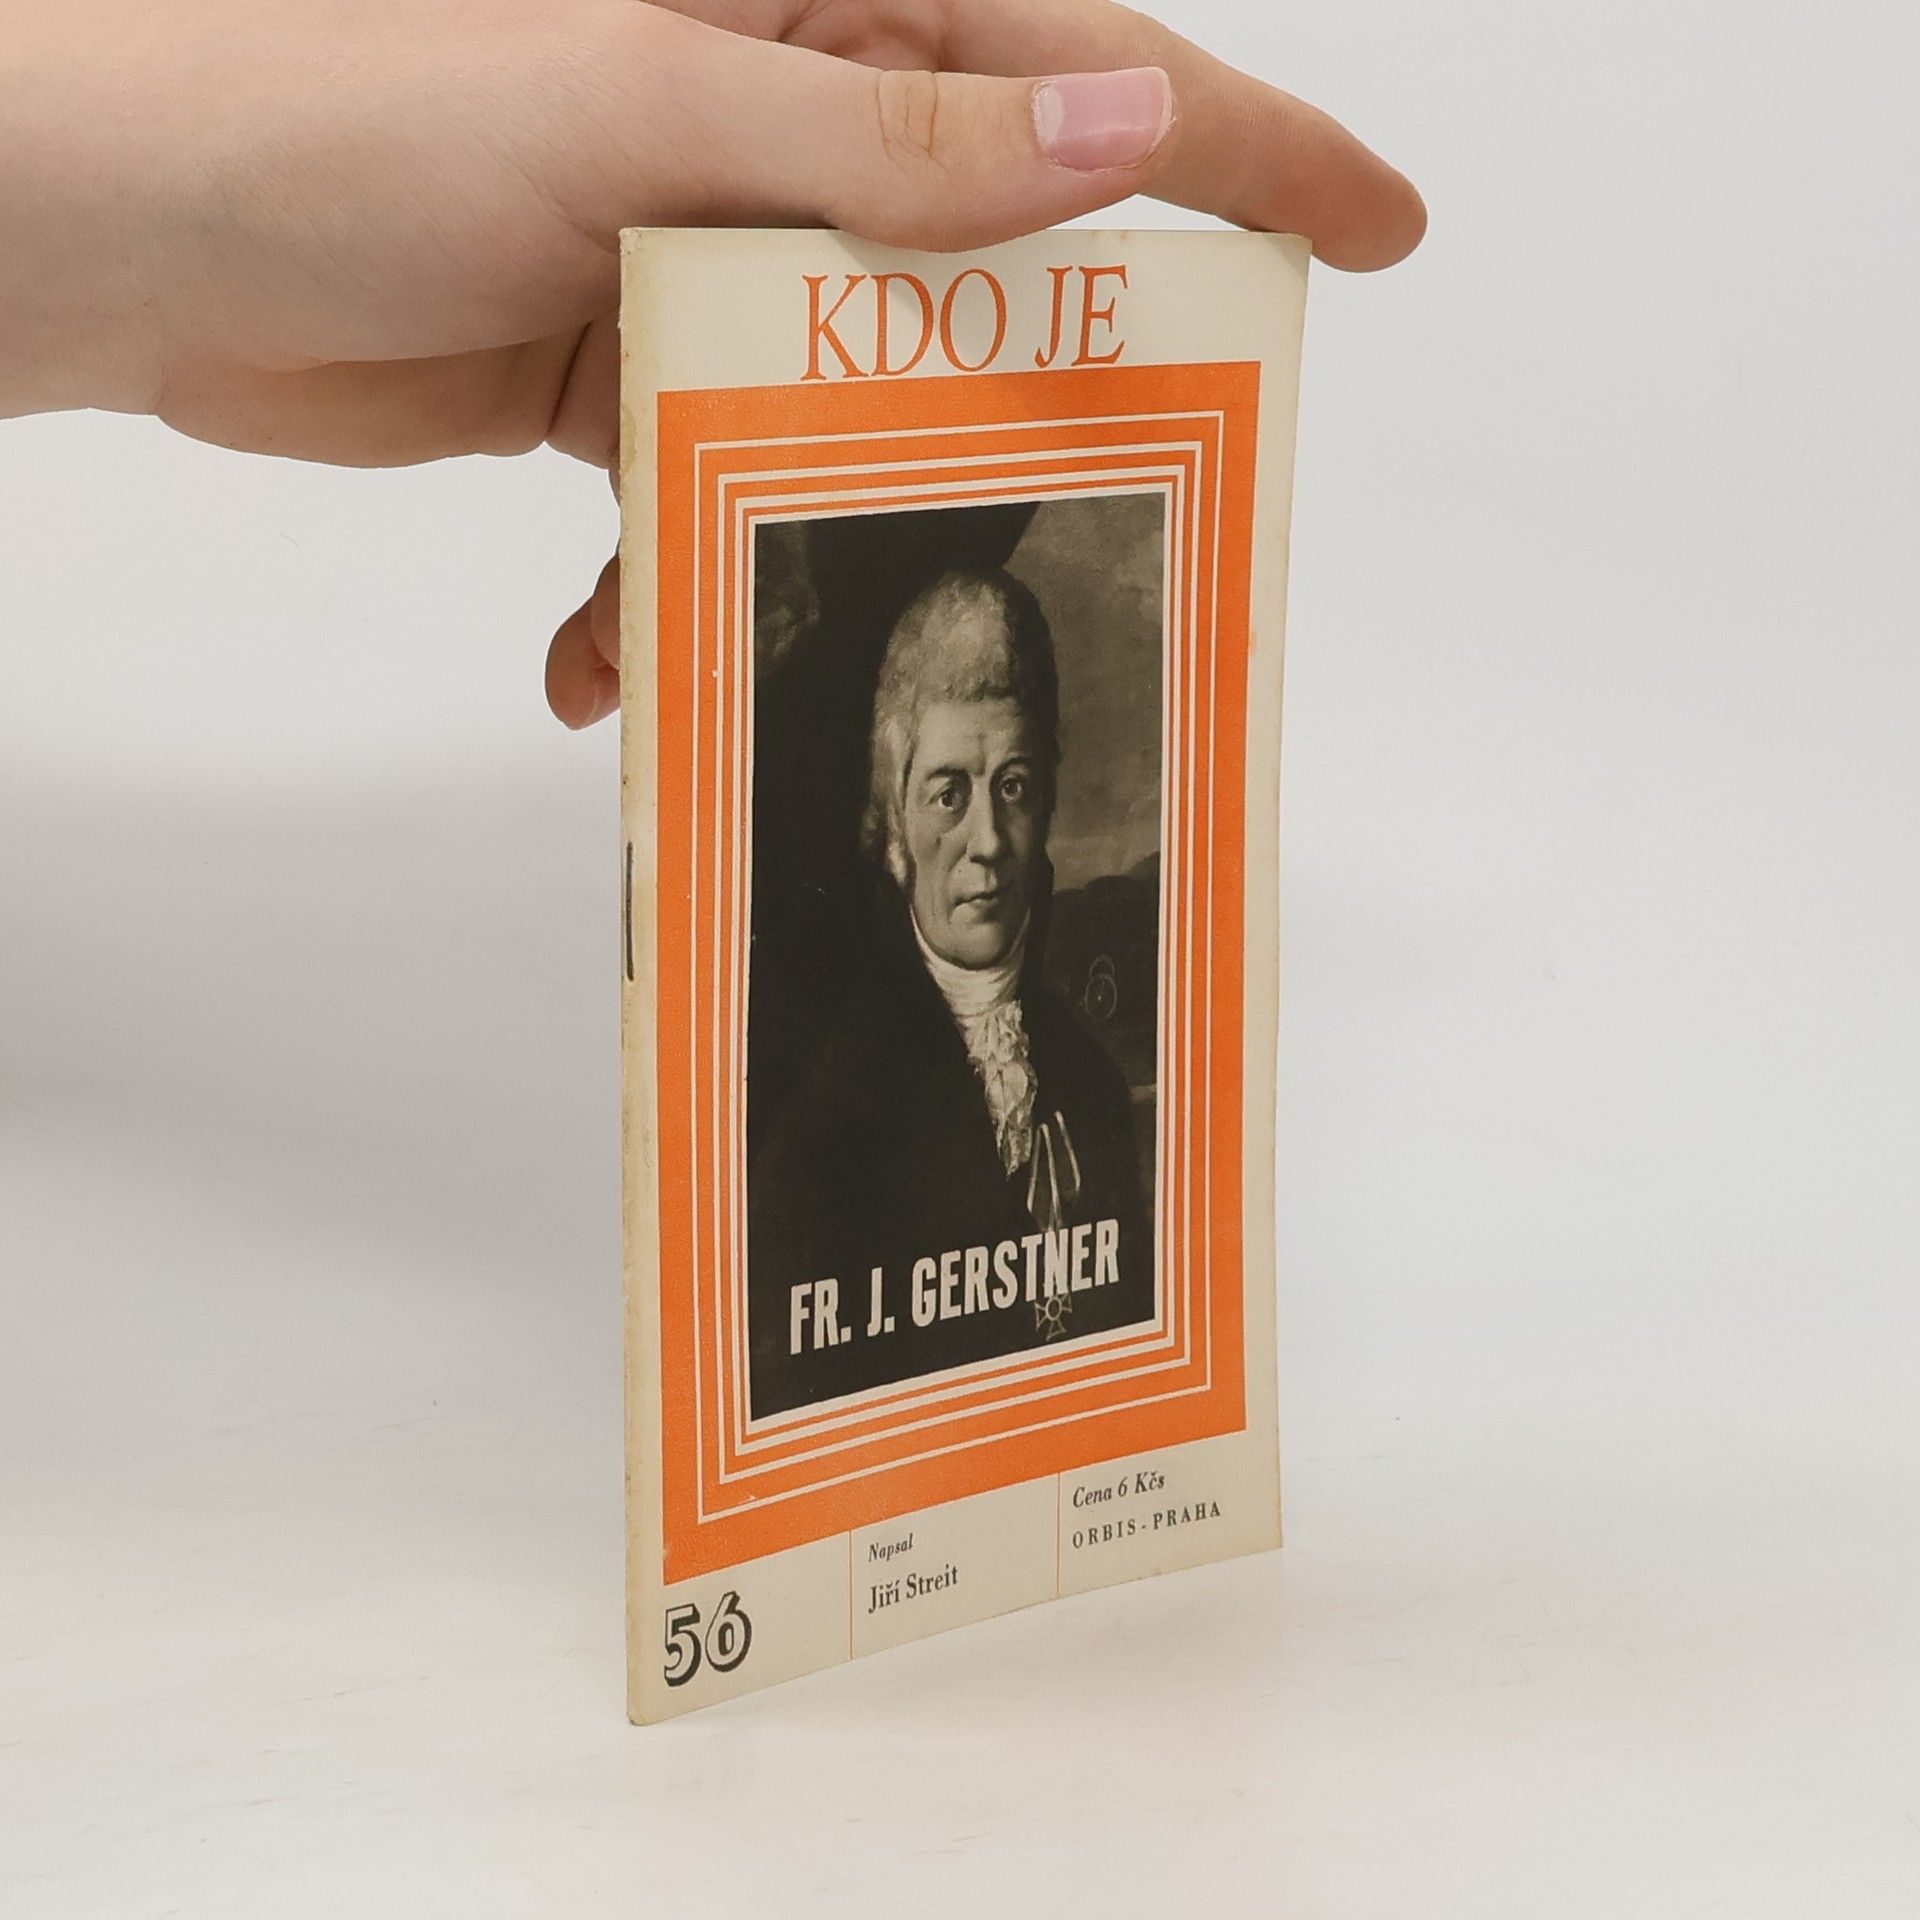 KDO JE
FR. J. GERSTNER
56
Napsal
Jiří Streit
Cena 6 Kčs
ORBIS - PRAHA